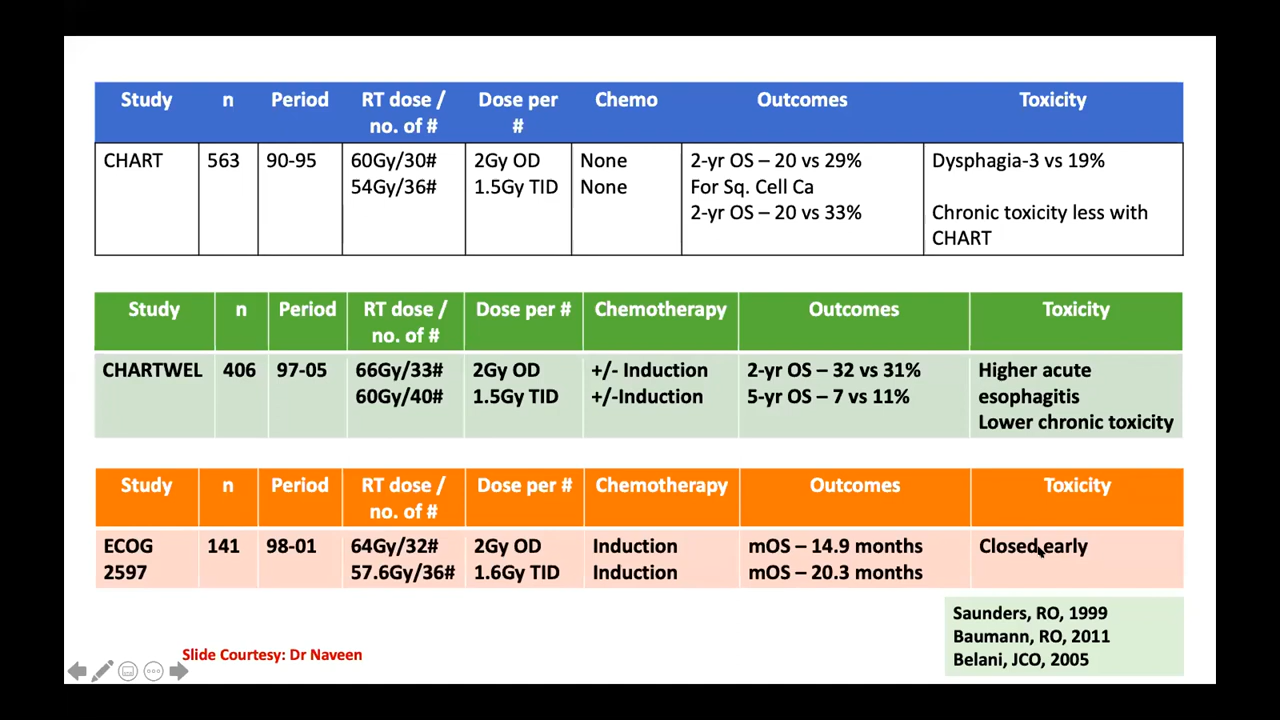 Study n Period RT dose / Dose per Chemo Outcomes Toxicity
no. of # #
CHART 563 90-95 60Gy/30# 2Gy OD None 2-yr OS – 20 vs 29% Dysphagia-3 vs 19%
54Gy/36# 1.5Gy TID None For Sq. Cell Ca
2-yr OS – 20 vs 33% Chronic toxicity less with
CHART
Study n Period RT dose / Dose per # Chemotherapy Outcomes Toxicity
no. of #
CHARTWEL 406 97-05 66Gy/33# 2Gy OD +/- Induction 2-yr OS – 32 vs 31% Higher acute
60Gy/40# 1.5Gy TID +/-Induction 5-yr OS – 7 vs 11% esophagitis
Lower chronic toxicity
Study n Period RT dose / Dose per # Chemotherapy Outcomes Toxicity
no. of #
ECOG 141 98-01 64Gy/32# 2Gy OD Induction mOS – 14.9 months Closed early
2597 57.6Gy/36# 1.6Gy TID Induction mOS – 20.3 months
Saunders, RO, 1999
Baumann, RO, 2011
Belani, JCO, 2005
Slide Courtesy: Dr Naveen